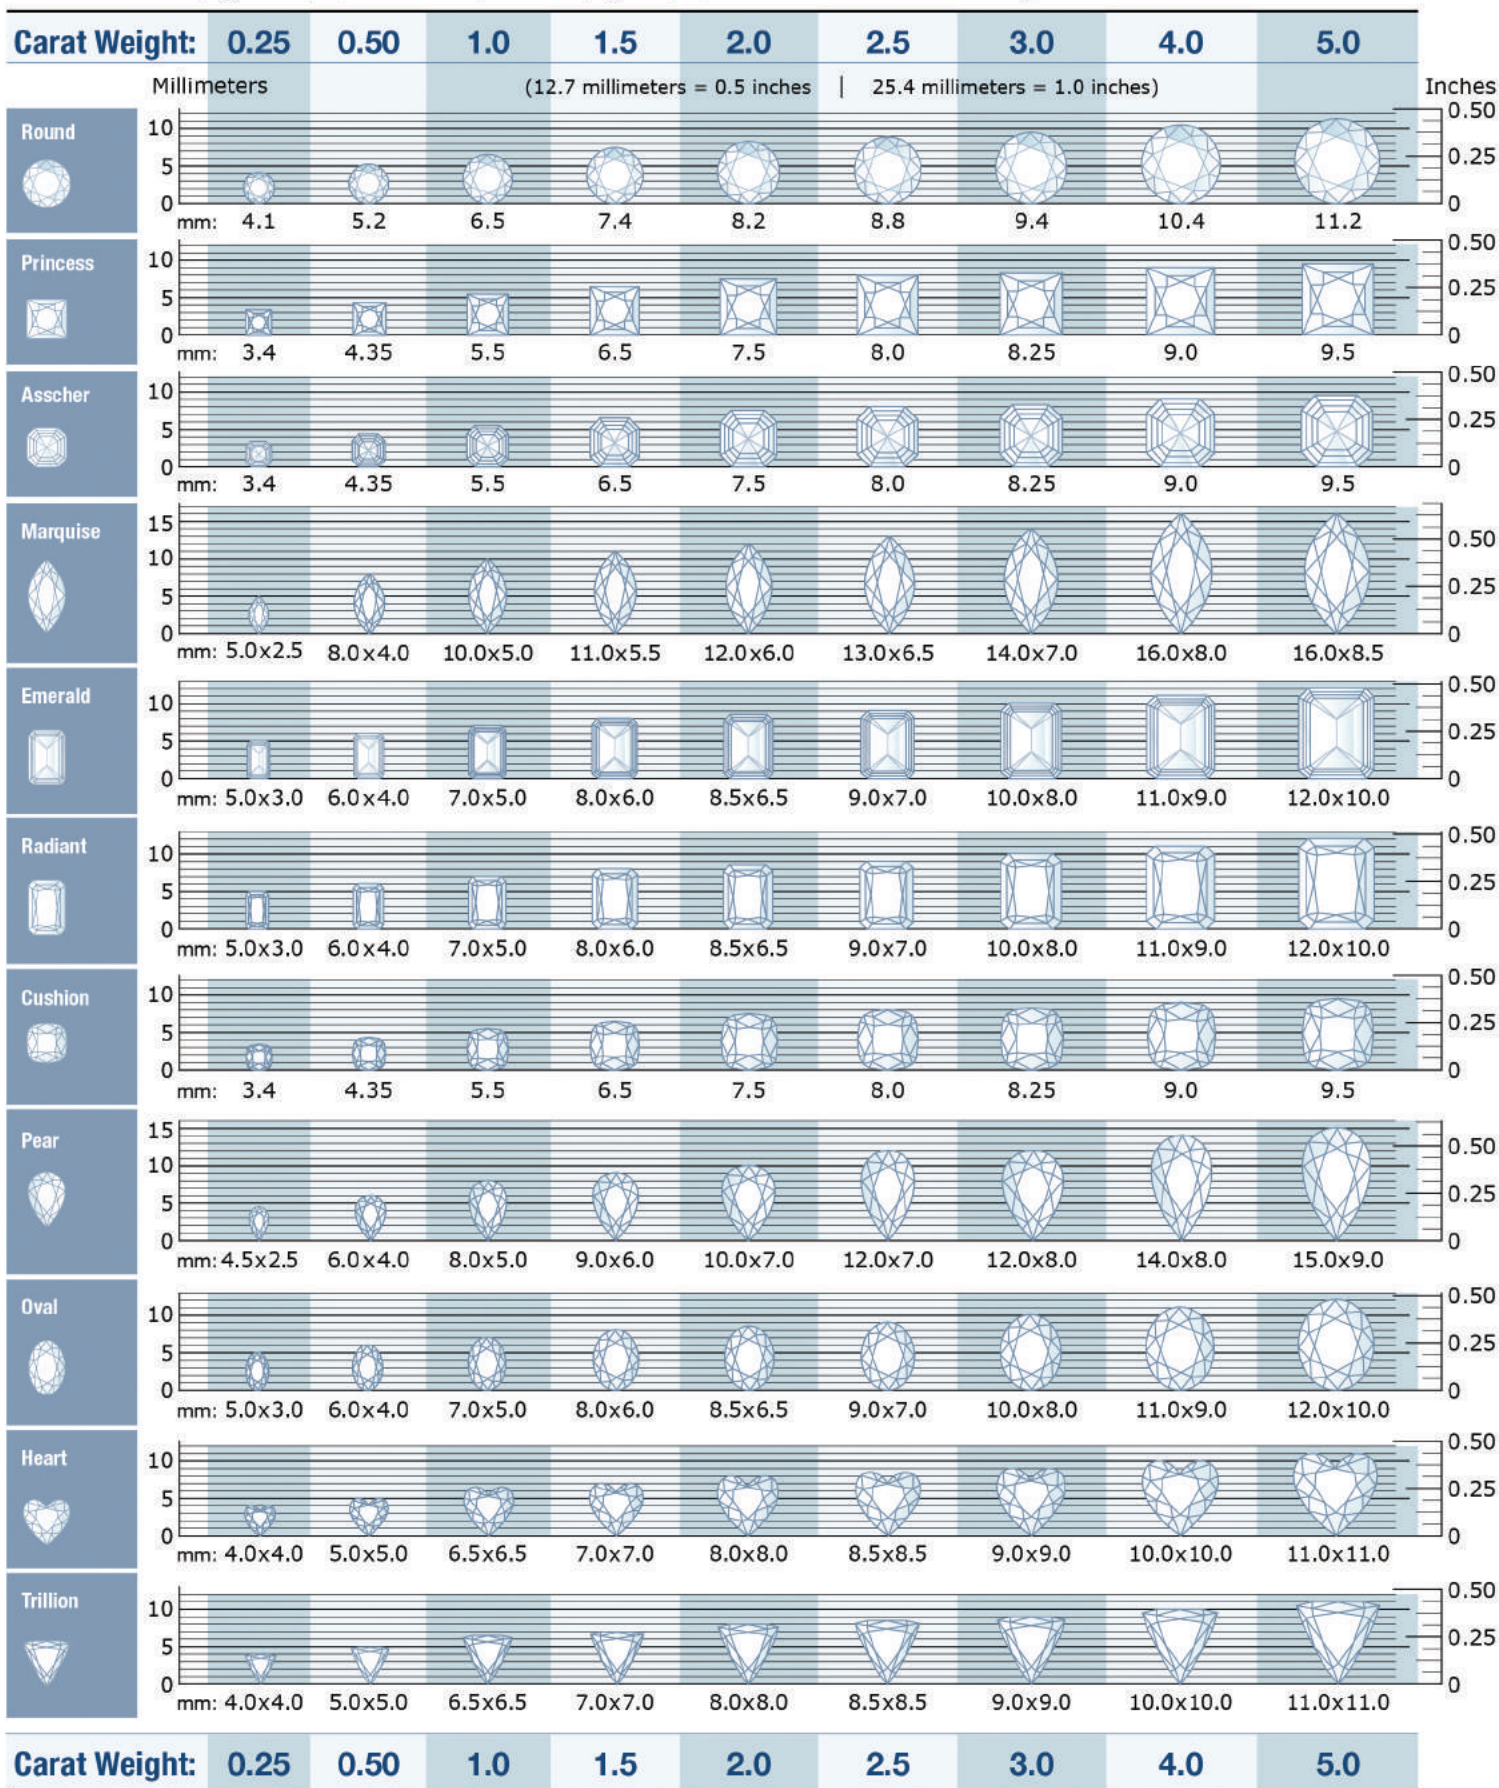 Carat Weight: 0.25 0.50 1.0 1.5 2.0 2.5 3.0 4.0 5.0
Millimeters (12.7 millimeters = 0.5 inches | 25.4 millimeters = 1.0 inches) Inches
Round
10 5 0
0.50 0.25 0
mm: 4.1 5.2 6.5 7.4 8.2 8.8 9.4 10.4 11.2
Princess
10 5 0
0.50 0.25 0
mm: 3.4 4.35 5.5 6.5 7.5 8.0 8.25 9.0 9.5
Asscher
10 5 0
0.50 0.25 0
mm: 3.4 4.35 5.5 6.5 7.5 8.0 8.25 9.0 9.5
Marquise
15 10 5 0
0.50 0.25 0
mm: 5.0x2.5 8.0x4.0 10.0x5.0 11.0x5.5 12.0x6.0 13.0x6.5 14.0x7.0 16.0x8.0 16.0x8.5
Emerald
10 5 0
0.50 0.25 0
mm: 5.0x3.0 6.0x4.0 7.0x5.0 8.0x6.0 8.5x6.5 9.0x7.0 10.0x8.0 11.0x9.0 12.0x10.0
Radiant
10 5 0
0.50 0.25 0
mm: 5.0x3.0 6.0x4.0 7.0x5.0 8.0x6.0 8.5x6.5 9.0x7.0 10.0x8.0 11.0x9.0 12.0x10.0
Cushion
10 5 0
0.50 0.25 0
mm: 3.4 4.35 5.5 6.5 7.5 8.0 8.25 9.0 9.5
Pear
15 10 5 0
0.50 0.25 0
mm: 4.5x2.5 6.0x4.0 8.0x5.0 9.0x6.0 10.0x7.0 12.0x7.0 12.0x8.0 14.0x8.0 15.0x9.0
Oval
10 5 0
0.50 0.25 0
mm: 5.0x3.0 6.0x4.0 7.0x5.0 8.0x6.0 8.5x6.5 9.0x7.0 10.0x8.0 11.0x9.0 12.0x10.0
Heart
10 5 0
0.50 0.25 0
mm: 4.0x4.0 5.0x5.0 6.5x6.5 7.0x7.0 8.0x8.0 8.5x8.5 9.0x9.0 10.0x10.0 11.0x11.0
Trillion
10 5 0
0.50 0.25 0
mm: 4.0x4.0 5.0x5.0 6.5x6.5 7.0x7.0 8.0x8.0 8.5x8.5 9.0x9.0 10.0x10.0 11.0x11.0
Carat Weight: 0.25 0.50 1.0 1.5 2.0 2.5 3.0 4.0 5.0